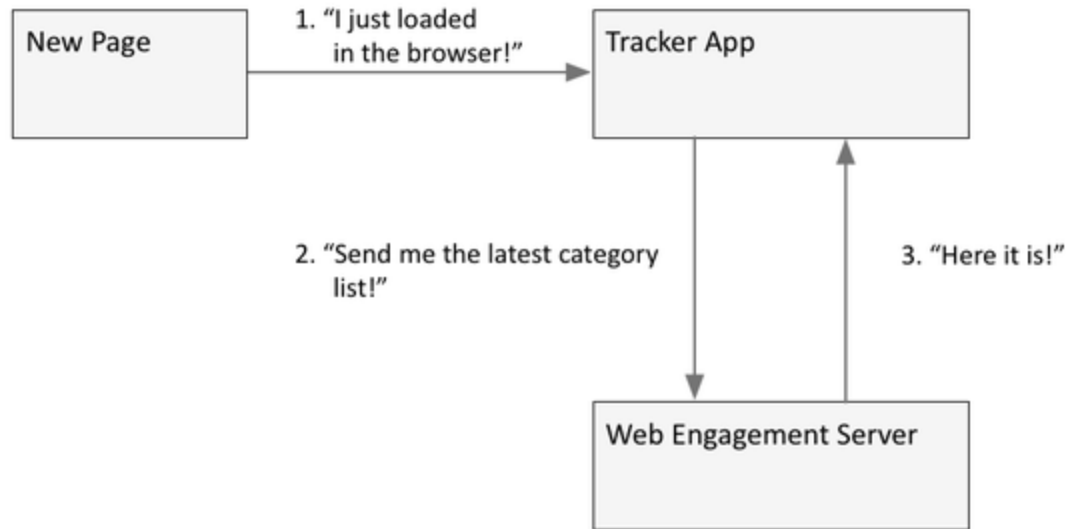 New Page
1. “I just loaded
in the browser!”
Tracker App
2. “Send me the latest category
list!”
3. “Here it is!”
Web Engagement Server